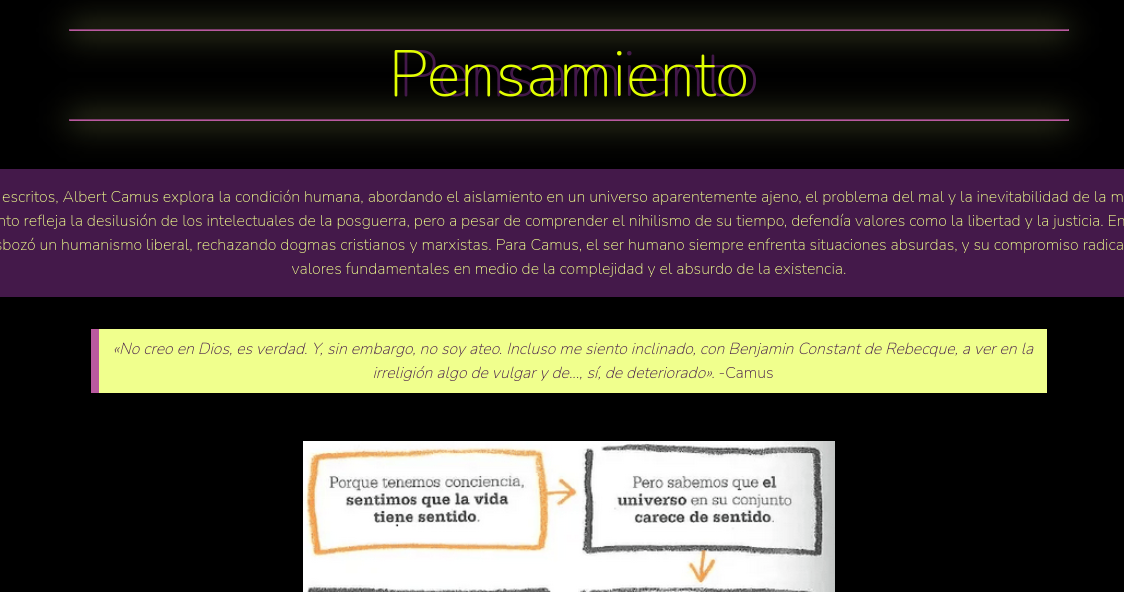 Pensamiento
escritos, Albert Camus explora la condición humana, abordando el aislamiento en un universo aparentemente ajeno, el problema del mal y la inevitabilidad de la
refleja la desilusión de los intelectuales de la posguerra, pero a pesar de comprender el nihilismo de su tiempo, defendía valores como la libertad y la justicia. En
un humanismo liberal, rechazando dogmas cristianos y marxistas. Para Camus, el ser humano siempre enfrenta situaciones absurdas, y su compromiso radica
valores fundamentales en medio de la complejidad y el absurdo de la existencia.
«No creo en Dios, es verdad. Y, sin embargo, no soy ateo. Incluso me siento inclinado, con Benjamin Constant de Rebecque, a ver en la
irreligión algo de vulgar y de..., sí, de deteriorado». -Camus
Porque tenemos conciencia,
sentimos que la vida
tiene sentido.
Pero sabemos que el
universo en su conjunto
carece de sentido.